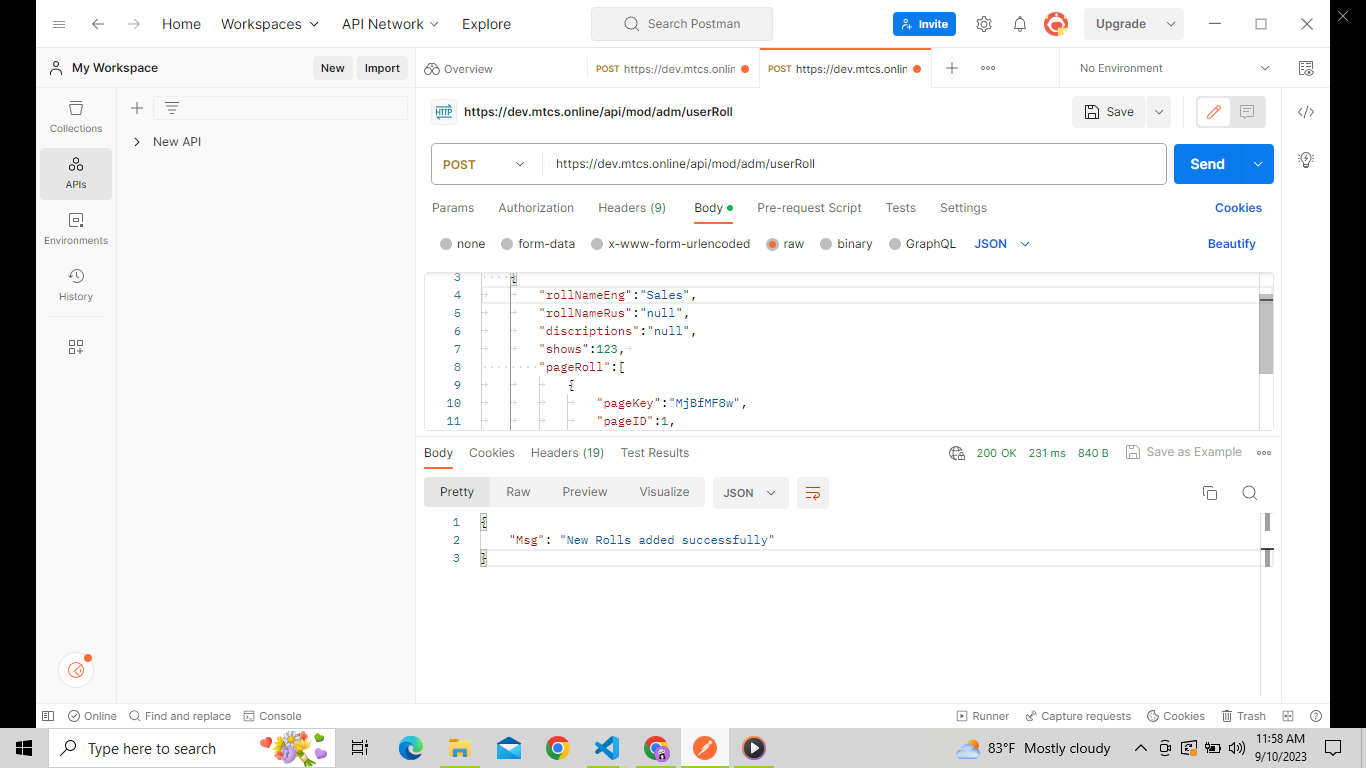 Home Workspaces API Network Explore Search Postman Invite Upgrade
My Workspace New Import Overview POST https://dev.mtcs.onlin POST https://dev.mtcs.onlin No Environment
Collections
APIs
Environments
History
New API
HTTP https://dev.mtcs.online/api/mod/adm/userRoll Save
POST https://dev.mtcs.online/api/mod/adm/userRoll Send
Params Authorization Headers (9) Body Pre-request Script Tests Settings Cookies
none form-data x-www-form-urlencoded raw binary GraphQL JSON Beautify
3 {
4 "rollNameEng":"Sales",
5 "rollNameRus":"null",
6 "discriptions":"null",
7 "shows":123,
8 "pageRoll":[
9 {
10 "pageKey":"MjBfMF8w",
11 "pageID":1,
Body Cookies Headers (19) Test Results 200 OK 231 ms 840 B Save as Example
Pretty Raw Preview Visualize JSON
1 {
2 "Msg": "New Rolls added successfully"
3 }
Online Find and replace Console Runner Capture requests Cookies Trash
Type here to search 83°F Mostly cloudy 11:58 AM
9/10/2023